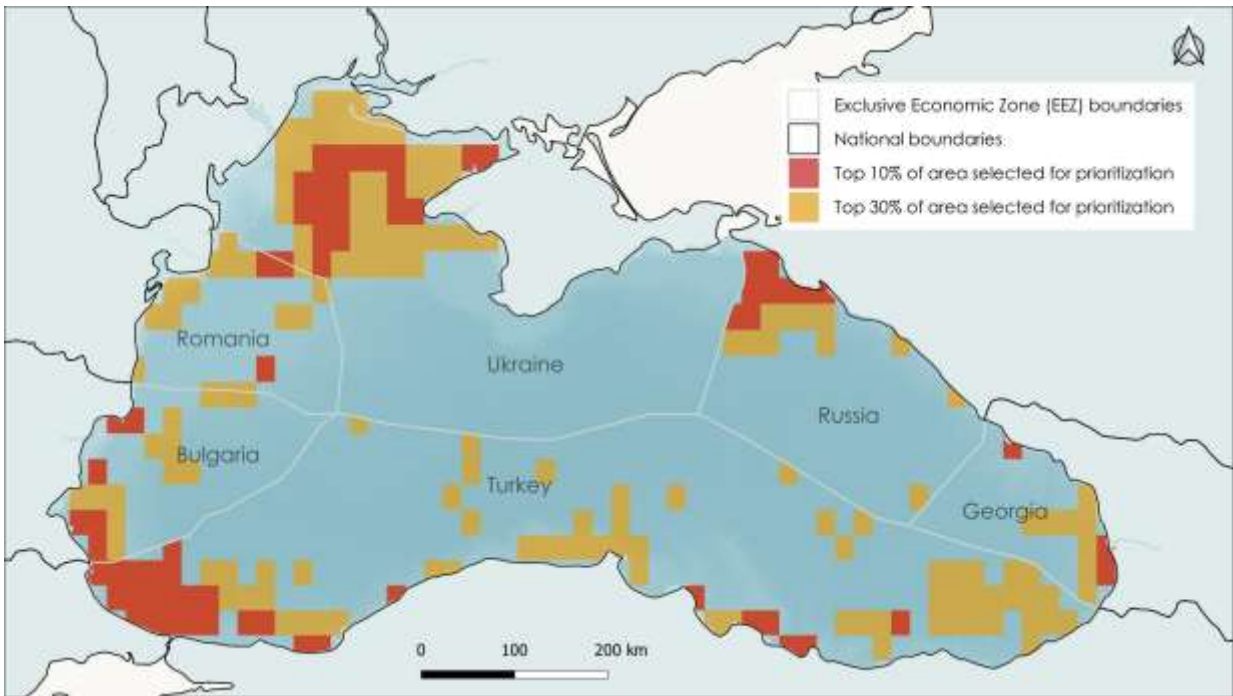 Exclusive Economic Zone (EEZ) boundaries
National boundaries
Top 10% of area selected for prioritization
Top 30% of area selected for prioritization
Romania
Ukraine
Russia
Bulgaria
Turkey
Georgia
0 100 200 km